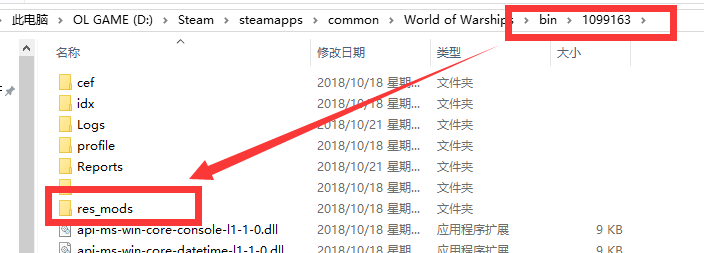 此电脑 > OL GAME (D:) > Steam > steamapps > common > World of Warships > bin > 1099163 >
名称 修改日期 类型 大小
cef 2018/10/18 星期... 文件夹
idx 2018/10/18 星期... 文件夹
Logs 2018/10/21 星期... 文件夹
profile 2018/10/18 星期... 文件夹
Reports 2018/10/21 星期... 文件夹
2018/10/18 星期... 文件夹
res_mods 2018/10/18 星期... 文件夹
api-ms-win-core-console-l1-1-0.dll 2018/10/18 星期... 应用程序扩展 9 KB
api-ms-win-core-datetime-l1-1-0.dll 2018/10/18 星期... 应用程序扩展 9 KB